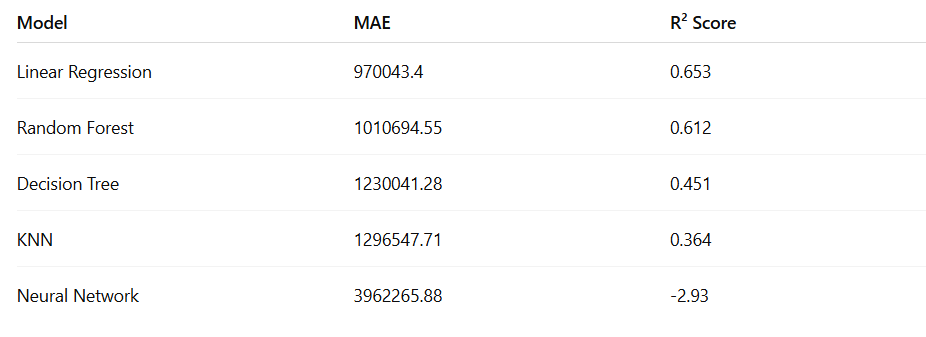 Model MAE R² Score
Linear Regression 970043.4 0.653
Random Forest 1010694.55 0.612
Decision Tree 1230041.28 0.451
KNN 1296547.71 0.364
Neural Network 3962265.88 -2.93